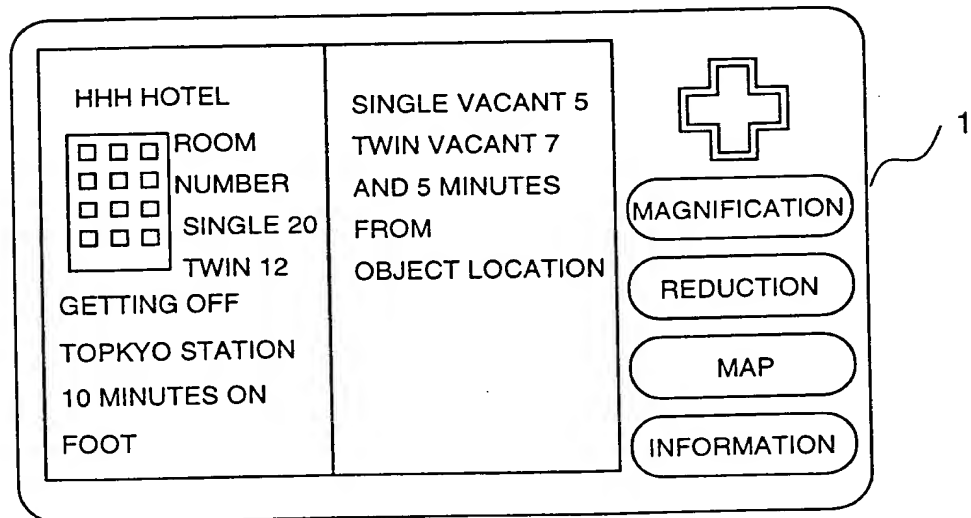 HHH HOTEL
ROOM
NUMBER
SINGLE 20
TWIN 12
GETTING OFF
TOPKYO STATION
10 MINUTES ON
FOOT
SINGLE VACANT 5
TWIN VACANT 7
AND 5 MINUTES
FROM
OBJECT LOCATION
MAGNIFICATION
REDUCTION
MAP
INFORMATION
1